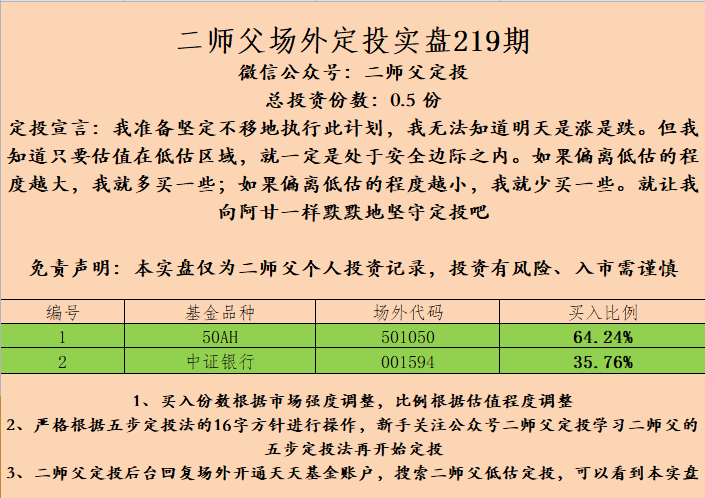 二师父场外定投实盘219期
微信公众号：二师父定投
总投资份数：0.5 份
定投宣言：我准备坚定不移地执行此计划，我无法知道明天是涨是跌。但我
知道只要估值在低估区域，就一定是处于安全边际之内。如果偏离低估的程
度越大，我就多买一些；如果偏离低估的程度越小，我就少买一些。就让我
向阿甘一样默默地坚守定投吧
免责声明：本实盘仅为二师父个人投资记录，投资有风险、入市需谨慎
编号 基金品种 场外代码 买入比例
1 50AH 501050 64.24%
2 中证银行 001594 35.76%
1、买入份数根据市场强度调整，比例根据估值程度调整
2、严格根据五步定投法的16字方针进行操作，新手关注公众号二师父定投学习二师父的
五步定投法再开始定投
3、二师父定投后台回复场外开通天天基金账户，搜索二师父低估定投，可以看到本实盘